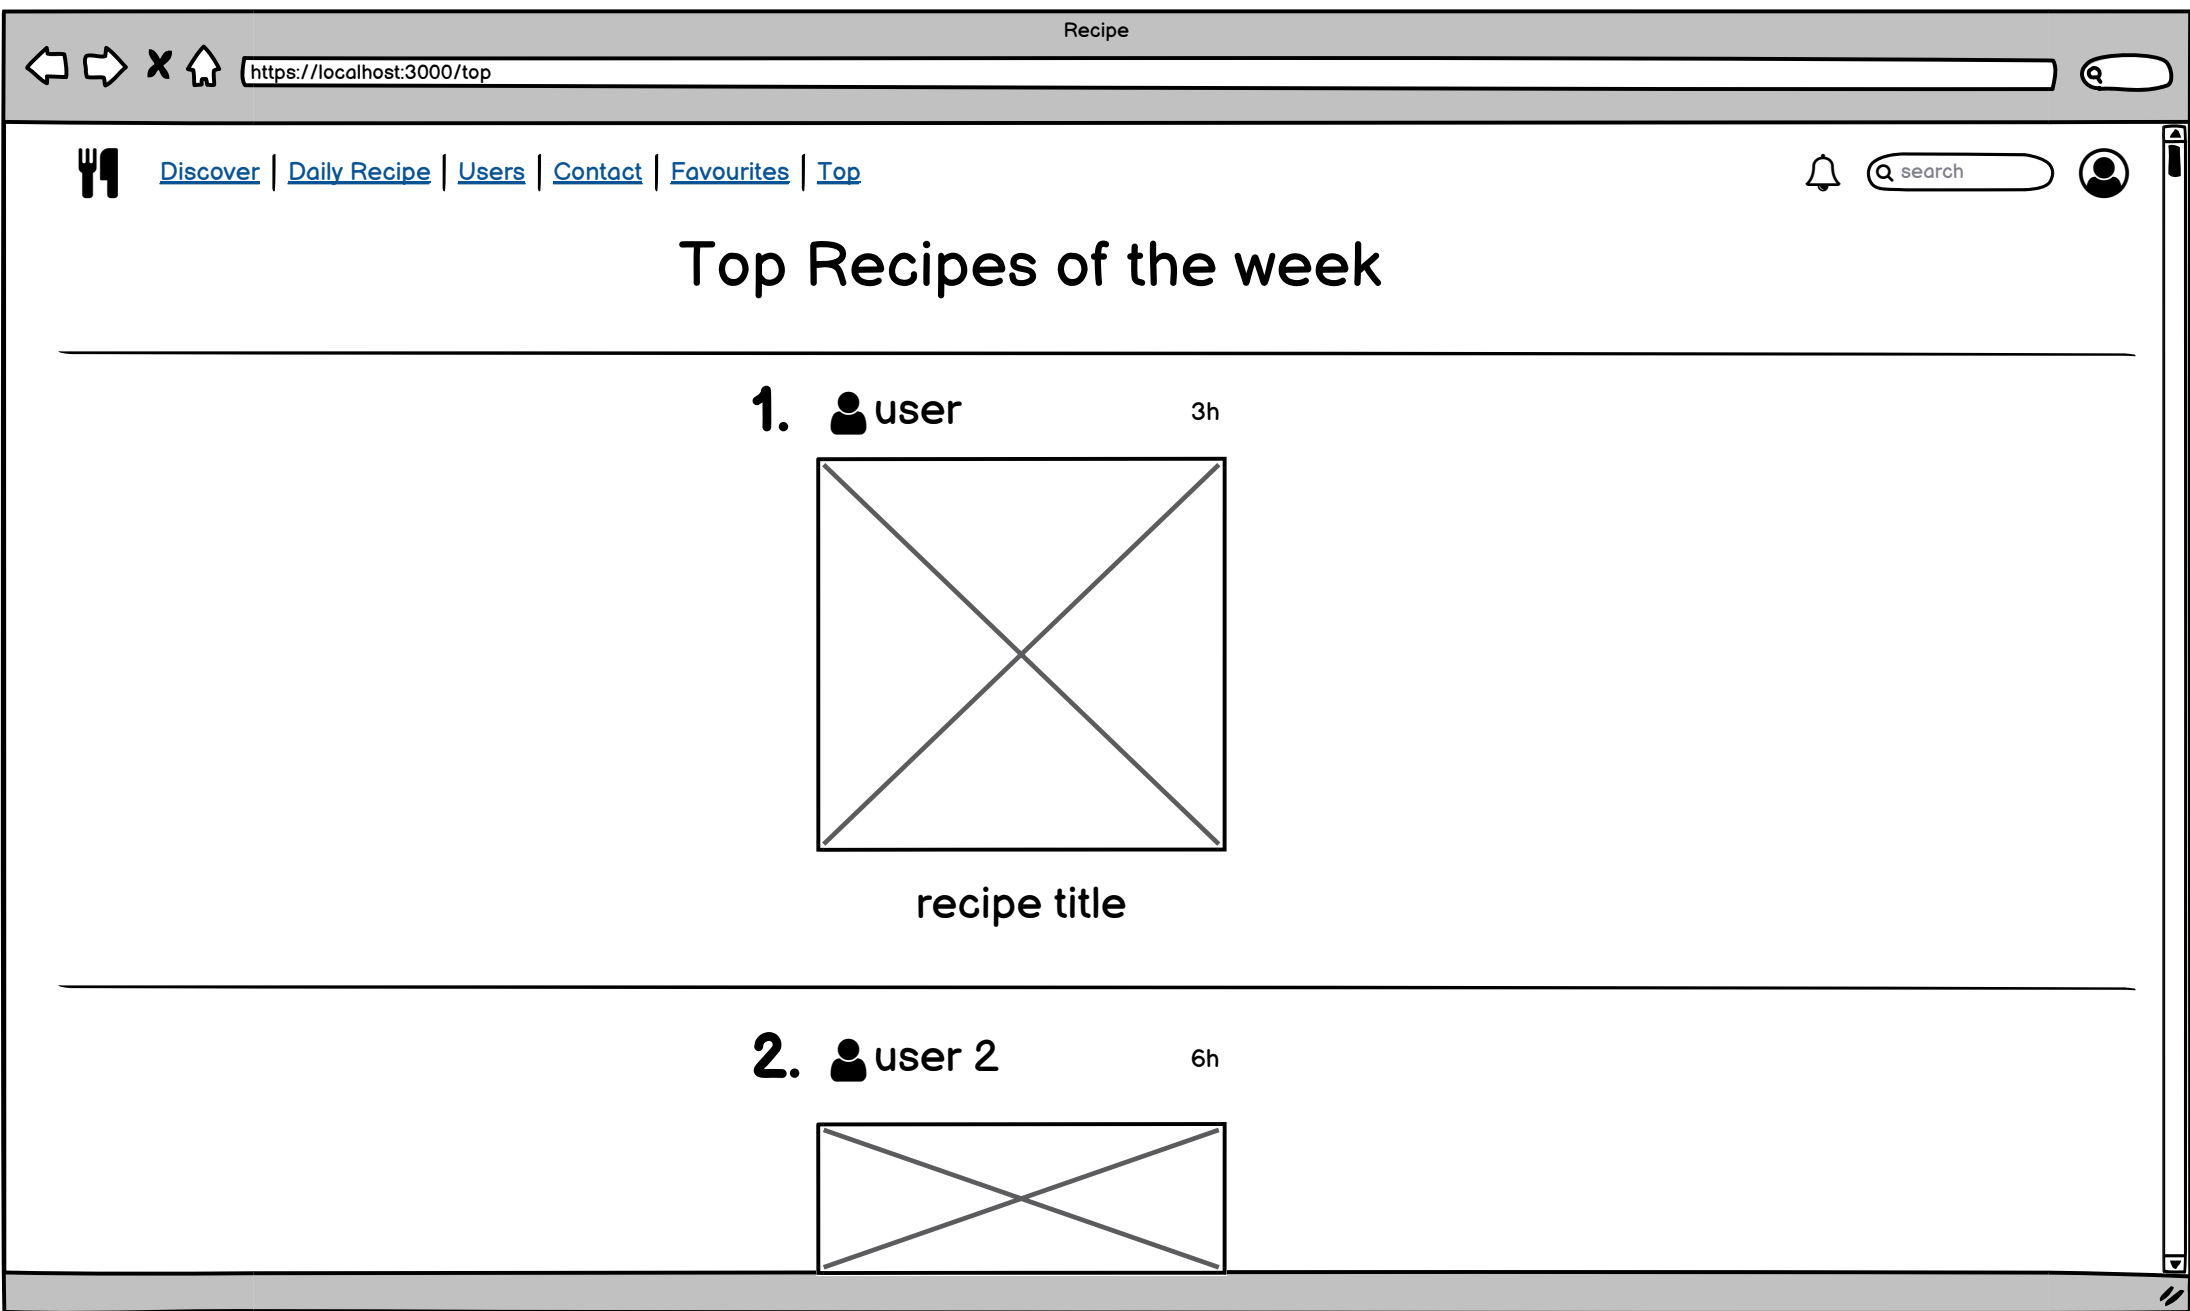 Recipe
https://localhost:3000/top
Discover | Daily Recipe | Users | Contact | Favourites | Top
search
Top Recipes of the week
1. user 3h
recipe title
2. user 2 6h